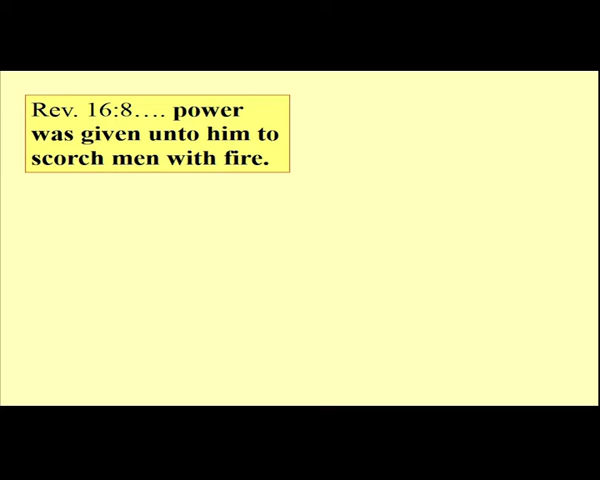 Rev. 16:8…. power
was given unto him to
scorch men with fire.